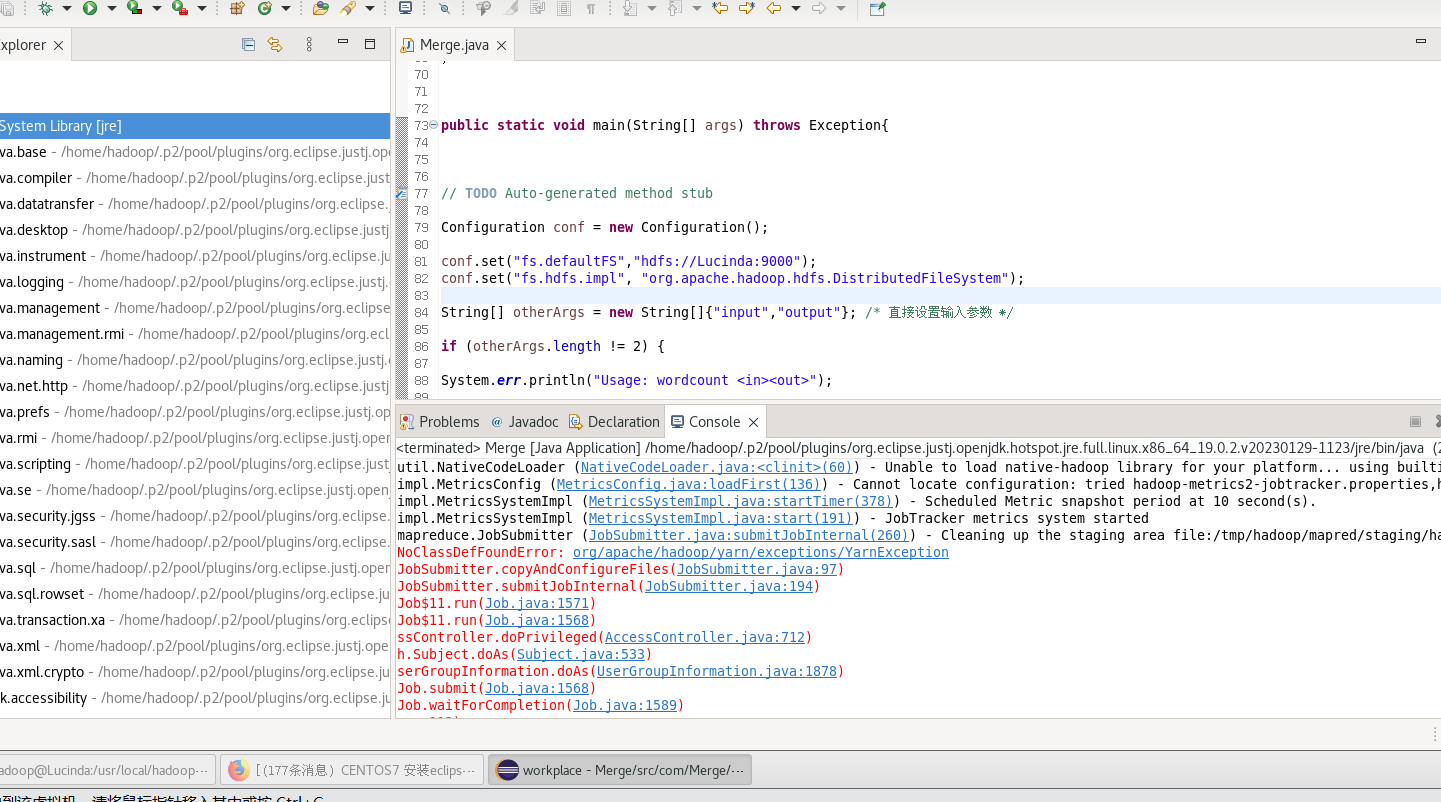 xplorer
System Library [jre]
va.base - /home/hadoop/.p2/pool/plugins/org.eclipse.justj.ope
va.compiler - /home/hadoop/.p2/pool/plugins/org.eclipse.just
va.datatransfer - /home/hadoop/.p2/pool/plugins/org.eclipse.
va.desktop - /home/hadoop/.p2/pool/plugins/org.eclipse.justj
va.instrument - /home/hadoop/.p2/pool/plugins/org.eclipse.ju
va.logging - /home/hadoop/.p2/pool/plugins/org.eclipse.justj.
va.management - /home/hadoop/.p2/pool/plugins/org.eclipse
va.management.rmi - /home/hadoop/.p2/pool/plugins/org.ecl
va.naming - /home/hadoop/.p2/pool/plugins/org.eclipse.justj.
va.net.http - /home/hadoop/.p2/pool/plugins/org.eclipse.justj
va.prefs - /home/hadoop/.p2/pool/plugins/org.eclipse.justj.op
va.rmi - /home/hadoop/.p2/pool/plugins/org.eclipse.justj.oper
va.scripting - /home/hadoop/.p2/pool/plugins/org.eclipse.justj
va.se - /home/hadoop/.p2/pool/plugins/org.eclipse.justj.openj
va.security.jgss - /home/hadoop/.p2/pool/plugins/org.eclipse.
va.security.sasl - /home/hadoop/.p2/pool/plugins/org.eclipse.j
va.sql - /home/hadoop/.p2/pool/plugins/org.eclipse.justj.open
va.sql.rowset - /home/hadoop/.p2/pool/plugins/org.eclipse.ju
va.transaction.xa - /home/hadoop/.p2/pool/plugins/org.eclips
va.xml - /home/hadoop/.p2/pool/plugins/org.eclipse.justj.ope
va.xml.crypto - /home/hadoop/.p2/pool/plugins/org.eclipse.ju
k.accessibility - /home/hadoop/.p2/pool/plugins/org.eclipse.ju
Merge.java
70
71
72
73 public static void main(String[] args) throws Exception{
74
75
76
77 // TODO Auto-generated method stub
78
79 Configuration conf = new Configuration();
80
81 conf.set("fs.defaultFS","hdfs://Lucinda:9000");
82 conf.set("fs.hdfs.impl", "org.apache.hadoop.hdfs.DistributedFileSystem");
83
84 String[] otherArgs = new String[]{"input","output"}; /* 直接设置输入参数 */
85
86 if (otherArgs.length != 2) {
87
88 System.err.println("Usage: wordcount <in><out>");
89
Problems Javadoc Declaration Console
<terminated> Merge [Java Application] /home/hadoop/.p2/pool/plugins/org.eclipse.justj.openjdk.hotspot.jre.full.linux.x86_64_19.0.2.v20230129-1123/jre/bin/java (2
util.NativeCodeLoader (NativeCodeLoader.java:<clinit>(60)) - Unable to load native-hadoop library for your platform... using builti
impl.MetricsConfig (MetricsConfig.java:loadFirst(136)) - Cannot locate configuration: tried hadoop-metrics2-jobtracker.properties,h
impl.MetricsSystemImpl (MetricsSystemImpl.java:startTimer(378)) - Scheduled Metric snapshot period at 10 second(s).
impl.MetricsSystemImpl (MetricsSystemImpl.java:start(191)) - JobTracker metrics system started
mapreduce.JobSubmitter (JobSubmitter.java:submitJobInternal(260)) - Cleaning up the staging area file:/tmp/hadoop/mapred/staging/ha
NoClassDefFoundError: org/apache/hadoop/yarn/exceptions/YarnException
JobSubmitter.copyAndConfigureFiles(JobSubmitter.java:97)
JobSubmitter.submitJobInternal(JobSubmitter.java:194)
Job$11.run(Job.java:1571)
Job$11.run(Job.java:1568)
ssController.doPrivileged(AccessController.java:712)
h.Subject.doAs(Subject.java:533)
serGroupInformation.doAs(UserGroupInformation.java:1878)
Job.submit(Job.java:1568)
Job.waitForCompletion(Job.java:1589)
adoop@Lucinda:/usr/local/hadoop···
[(177条消息) CENTOS7 安装eclips···
workplace - Merge/src/com/Merge/···
到该虚拟机，请将鼠标指针移入其中或按 Ctrl+G